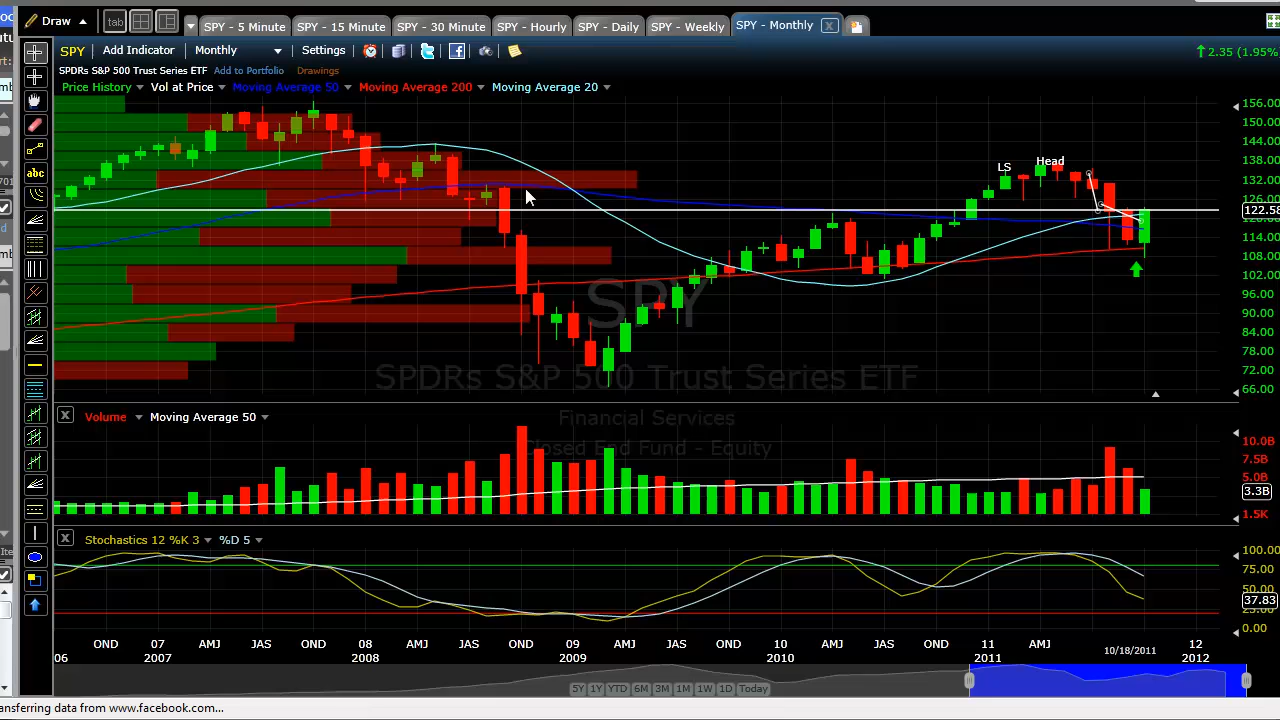 Draw
tab
SPY - 5 Minute
SPY - 15 Minute
SPY - 30 Minute
SPY - Hourly
SPY - Daily
SPY - Weekly
SPY - Monthly
SPY Add Indicator Monthly Settings
2.35 (1.95%)
SPDRs S&P 500 Trust Series ETF Add to Portfolio Drawings
Price History Vol at Price Moving Average 50 Moving Average 200 Moving Average 20
LS
Head
156.00
150.00
144.00
138.00
132.00
126.00
122.58
114.00
108.00
102.00
96.00
90.00
84.00
78.00
72.00
66.00
SPY
SPDRs S&P 500 Trust Series ETF
Financial Services
Closed End Fund - Equity
abc
X Volume Moving Average 50
10.0B
7.5B
5.0B
3.3B
1.5K
X Stochastics 12 %K 3 %D 5
100.00
75.00
50.00
37.83
0.00
OND 07 AMJ JAS OND 08 AMJ JAS OND 09 AMJ JAS OND 10 AMJ JAS OND 11 AMJ 12
06 2007 2008 2009 2010 2011 10/18/2011 2012
5Y 1Y YTD 6M 3M 1M 1W 1D Today
ansferring data from www.facebook.com...